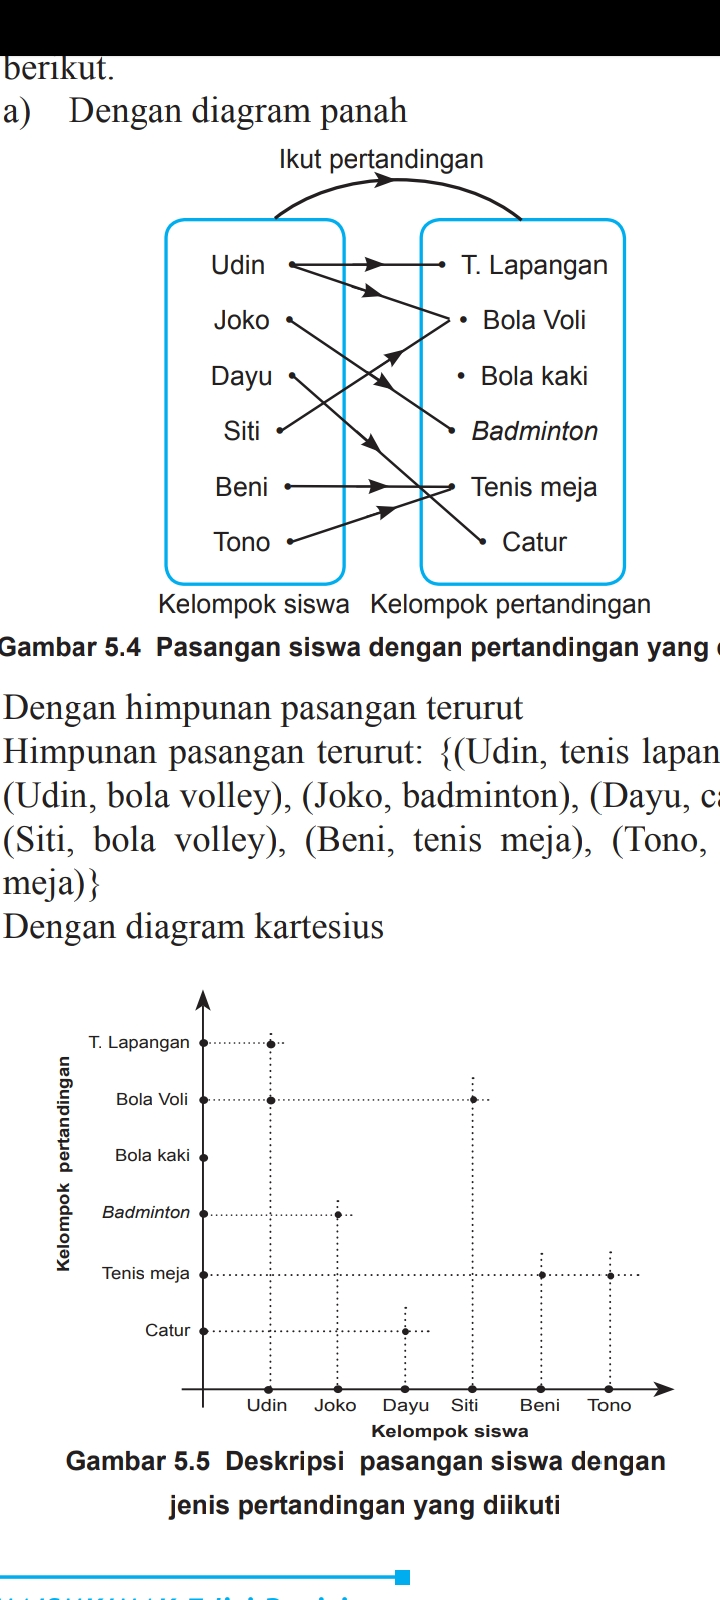 berikut.
a) Dengan diagram panah
Ikut pertandingan
Udin
T. Lapangan
Joko
Bola Voli
Dayu
Bola kaki
Siti
Badminton
Beni
Tenis meja
Tono
Catur
Kelompok siswa Kelompok pertandingan
Gambar 5.4 Pasangan siswa dengan pertandingan yang
Dengan himpunan pasangan terurut
Himpunan pasangan terurut: {(Udin, tenis lapan
(Udin, bola volley), (Joko, badminton), (Dayu, ca
(Siti, bola volley), (Beni, tenis meja), (Tono,
meja)}
Dengan diagram kartesius
Kelompok pertandingan
T. Lapangan
Bola Voli
Bola kaki
Badminton
Tenis meja
Catur
Udin Joko Dayu Siti Beni Tono
Kelompok siswa
Gambar 5.5 Deskripsi pasangan siswa dengan
jenis pertandingan yang diikuti